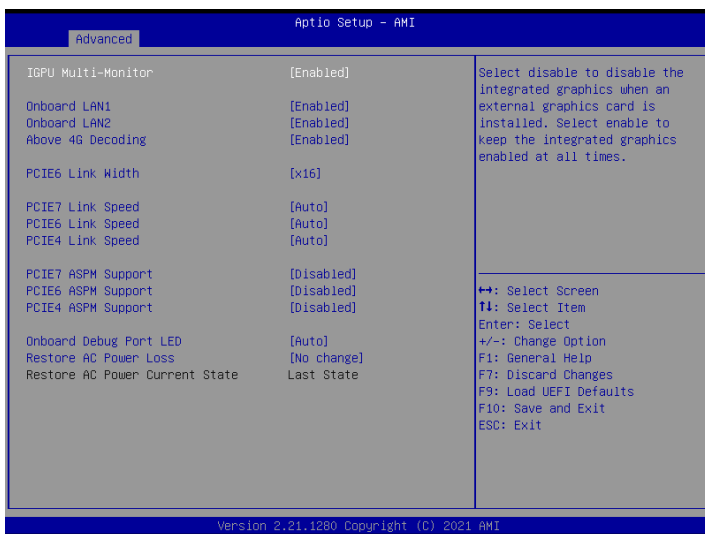 Aptio Setup – AMI
Advanced
IGPU Multi-Monitor [Enabled]
Onboard LAN1 [Enabled]
Onboard LAN2 [Enabled]
Above 4G Decoding [Enabled]
PCIE6 Link Width [x16]
PCIE7 Link Speed [Auto]
PCIE6 Link Speed [Auto]
PCIE4 Link Speed [Auto]
PCIE7 ASPM Support [Disabled]
PCIE6 ASPM Support [Disabled]
PCIE4 ASPM Support [Disabled]
Onboard Debug Port LED [Auto]
Restore AC Power Loss [No change]
Restore AC Power Current State Last State
Select disable to disable the
integrated graphics when an
external graphics card is
installed. Select enable to
keep the integrated graphics
enabled at all times.
↔: Select Screen
↑↓: Select Item
Enter: Select
+/-: Change Option
F1: General Help
F7: Discard Changes
F9: Load UEFI Defaults
F10: Save and Exit
ESC: Exit
Version 2.21.1280 Copyright (C) 2021 AMI